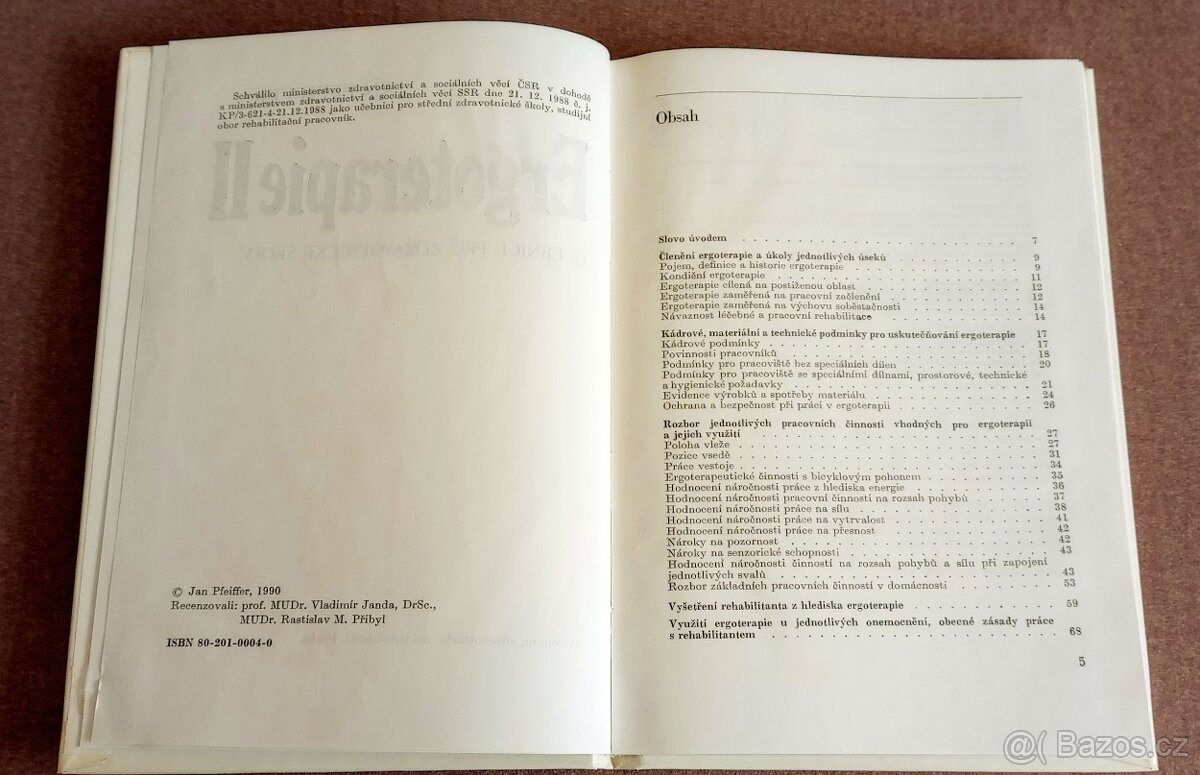 Schválilo ministerstvo zdravotnictví a sociálních věcí ČSR v dohodě
s ministerstvem zdravotnictví a sociálních věcí SSR dne 21. 12. 1988 č. j.
KP/3-621-4-21.12.1988 jako učebnici pro střední zdravotnické školy, studijní
obor rehabilitační pracovník.
Ergoterapie II
UČEBNICE PRO ZDRAVOTNICKÉ ŠKOLY
© Jan Pfeiffer, 1990
Recenzovali: prof. MUDr. Vladimír Janda, DrSc.,
MUDr. Rastislav M. Přibyl
ISBN 80-201-0004-0
Obsah
Slovo úvodem . . . . . . . . . . . . . . . . . . . 7
Členění ergoterapie a úkoly jednotlivých úseků . . . . . . . . 9
Pojem, definice a historie ergoterapie . . . . . . . . . . . 9
Kondiční ergoterapie . . . . . . . . . . . . . . . . 11
Ergoterapie cílená na postiženou oblast . . . . . . . . . . 12
Ergoterapie zaměřená na pracovní začlenění . . . . . . . . . 12
Ergoterapie zaměřená na výchovu soběstačnosti . . . . . . . . 14
Návaznost léčebné a pracovní rehabilitace . . . . . . . . . 14
Kádrové, materiální a technické podmínky pro uskutečňování ergoterapie 17
Kádrové podmínky . . . . . . . . . . . . . . . . . 17
Povinnosti pracovníků . . . . . . . . . . . . . . . . 18
Podmínky pro pracoviště bez speciálních dílen . . . . . . . . 20
Podmínky pro pracoviště se speciálními dílnami, prostorové, technické
a hygienické požadavky . . . . . . . . . . . . . . . 21
Evidence výrobků a spotřeby materiálu . . . . . . . . . . 24
Ochrana a bezpečnost při práci v ergoterapii . . . . . . . . 26
Rozbor jednotlivých pracovních činností vhodných pro ergoterapii
a jejich využití . . . . . . . . . . . . . . . . . . 27
Poloha vleže . . . . . . . . . . . . . . . . . . . 27
Pozice vsedě . . . . . . . . . . . . . . . . . . . 31
Práce vestoje . . . . . . . . . . . . . . . . . . . 34
Ergoterapeutické činnosti s bicyklovým pohonem . . . . . . . 35
Hodnocení náročnosti práce z hlediska energie . . . . . . . . 36
Hodnocení náročnosti pracovní činnosti na rozsah pohybů . . . . 37
Hodnocení náročnosti práce na sílu . . . . . . . . . . . 38
Hodnocení náročnosti práce na vytrvalost . . . . . . . . . 41
Hodnocení náročnosti práce na přesnost . . . . . . . . . . 42
Nároky na pozornost . . . . . . . . . . . . . . . . 42
Nároky na senzorické schopnosti . . . . . . . . . . . . 43
Hodnocení náročnosti činností na rozsah pohybů a sílu při zapojení
jednotlivých svalů . . . . . . . . . . . . . . . . . 43
Rozbor základních pracovních činností v domácnosti . . . . . . 53
Vyšetření rehabilitanta z hlediska ergoterapie . . . . . . . . 59
Využití ergoterapie u jednotlivých onemocnění, obecné zásady práce
s rehabilitantem . . . . . . . . . . . . . . . . . 68
5
@( Bazos.cz